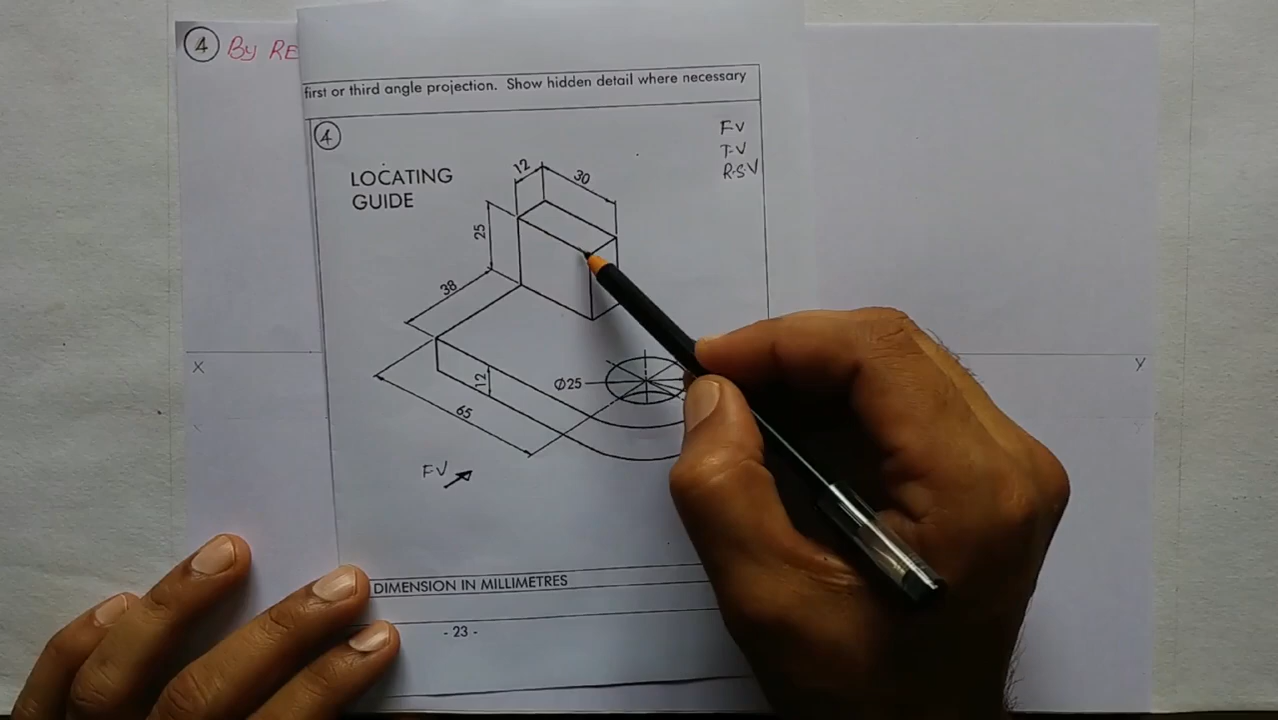 4 By RE
first or third angle projection. Show hidden detail where necessary
4
F.V
T.V
R.S.V
LOCATING
GUIDE
12
30
25
38
12
Ø25
65
FV
X
Y
DIMENSION IN MILLIMETRES
- 23 -